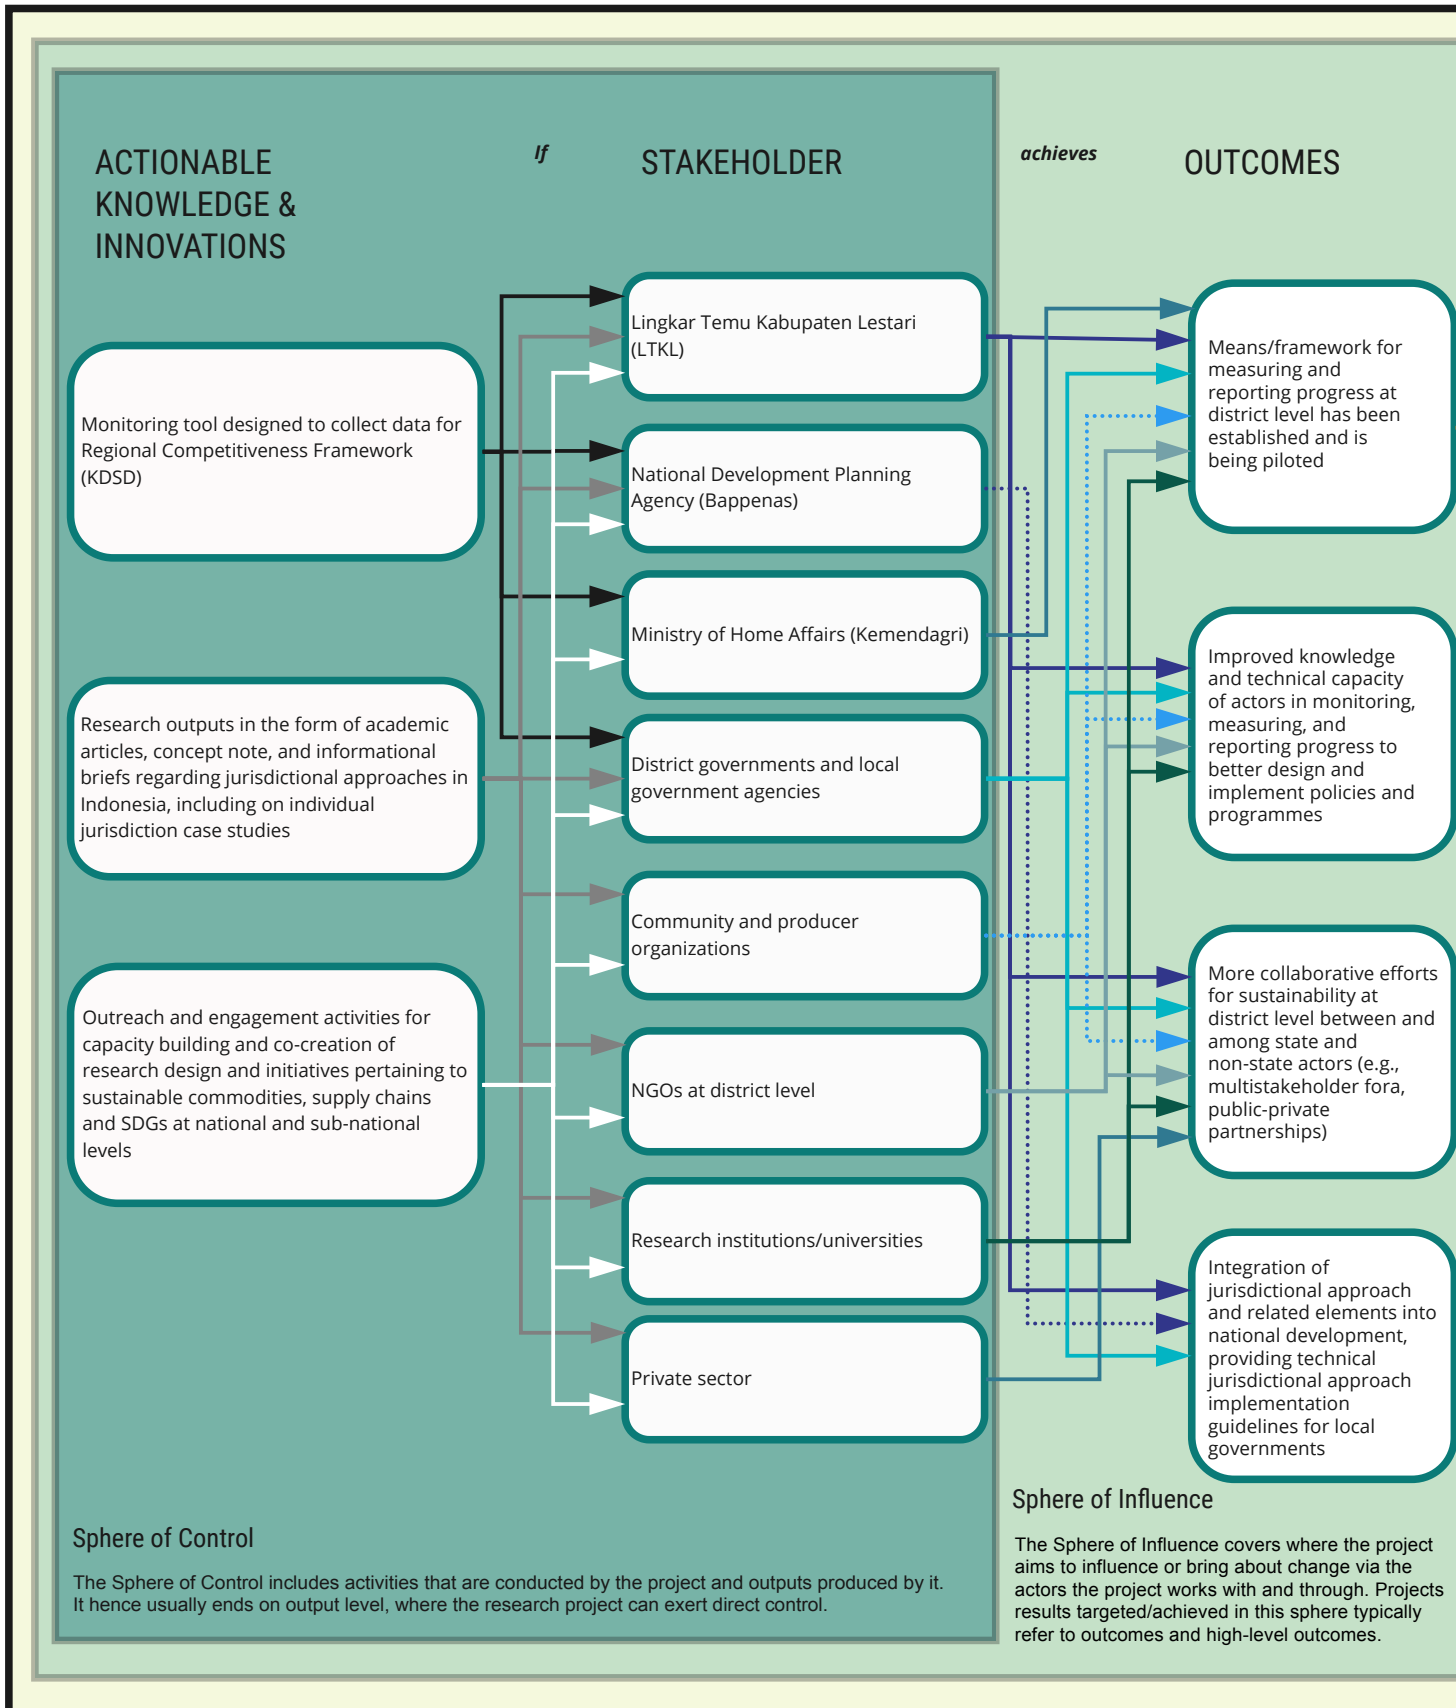 ACTIONABLE
KNOWLEDGE &
INNOVATIONS
If
STAKEHOLDER
achieves
OUTCOMES
Monitoring tool designed to collect data for
Regional Competitiveness Framework
(KDSD)
Research outputs in the form of academic
articles, concept note, and informational
briefs regarding jurisdictional approaches in
Indonesia, including on individual
jurisdiction case studies
Outreach and engagement activities for
capacity building and co-creation of
research design and initiatives pertaining to
sustainable commodities, supply chains
and SDGs at national and sub-national
levels
Lingkar Temu Kabupaten Lestari
(LTKL)
National Development Planning
Agency (Bappenas)
Ministry of Home Affairs (Kemendagri)
District governments and local
government agencies
Community and producer
organizations
NGOs at district level
Research institutions/universities
Private sector
Means/framework for
measuring and
reporting progress at
district level has been
established and is
being piloted
Improved knowledge
and technical capacity
of actors in monitoring,
measuring, and
reporting progress to
better design and
implement policies and
programmes
More collaborative efforts
for sustainability at
district level between and
among state and
non-state actors (e.g.,
multistakeholder fora,
public-private
partnerships)
Integration of
jurisdictional approach
and related elements into
national development,
providing technical
jurisdictional approach
implementation
guidelines for local
governments
Sphere of Control
The Sphere of Control includes activities that are conducted by the project and outputs produced by it.
It hence usually ends on output level, where the research project can exert direct control.
Sphere of Influence
The Sphere of Influence covers where the project
aims to influence or bring about change via the
actors the project works with and through. Projects
results targeted/achieved in this sphere typically
refer to outcomes and high-level outcomes.